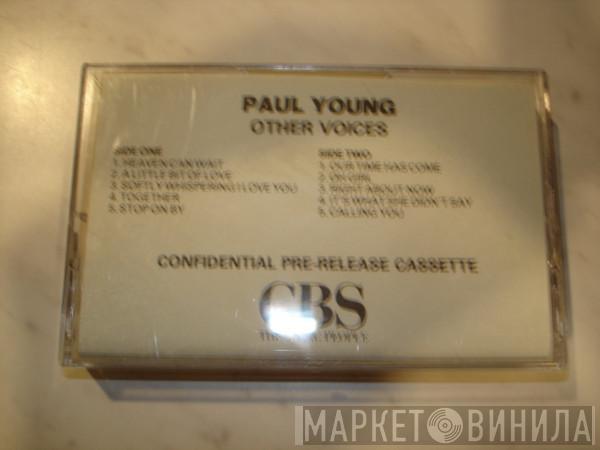 PAUL YOUNG
OTHER VOICES
SIDE ONE
1. HEAVEN CAN WAIT
2. A LITTLE BIT OF LOVE
3. SOFTLY WHISPERING I LOVE YOU
4. TOGETHER
5. STOP ON BY
SIDE TWO
1. OUR TIME HAS COME
2. OH GIRL
3. RIGHT ABOUT NOW
4. IT'S WHAT SHE DIDN'T SAY
5. CALLING YOU
CONFIDENTIAL PRE-RELEASE CASSETTE
CBS
PEOPLE
МАРКЕТ ВИНИЛА